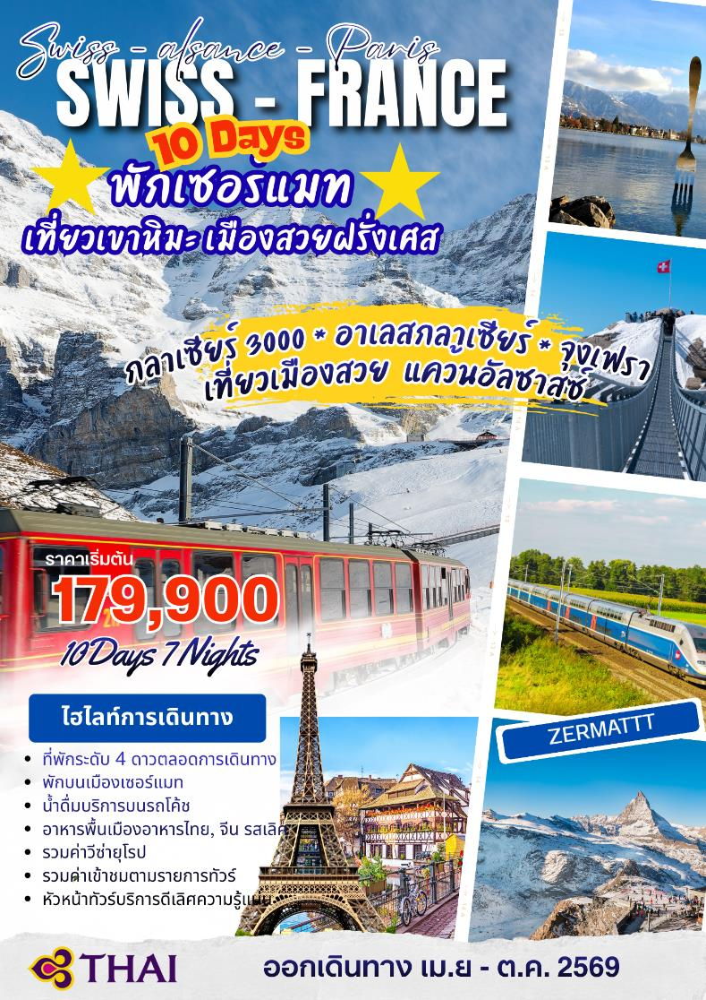 Swiss - alsance - Paris
SWISS - FRANCE
10 Days
พักเซอร์แมท
เที่ยวเขาหิมะ เมืองสวยฝรั่งเศส
กลาเซียร์ 3000 * อาเลสกลาเซียร์ * จุงเฟรา
เที่ยวเมืองสวย แคว้นอัลซาสซ์
ราคาเริ่มต้น
179,900
10 Days 7 Nights
ไฮไลท์การเดินทาง
• ที่พักระดับ 4 ดาวตลอดการเดินทาง
• พักบนเมืองเซอร์แมท
• น้ำดื่มบริการบนรถโค้ช
• อาหารพื้นเมืองอาหารไทย, จีน
• รวมค่าวีซ่ายุโรป
• รวมค่าเข้าชมตามรายการทัวร์
• หัวหน้าทัวร์บริการดีเลิศความรู้
ZERMATTT
THAI
ออกเดินทาง เม.ย - ต.ค. 2569